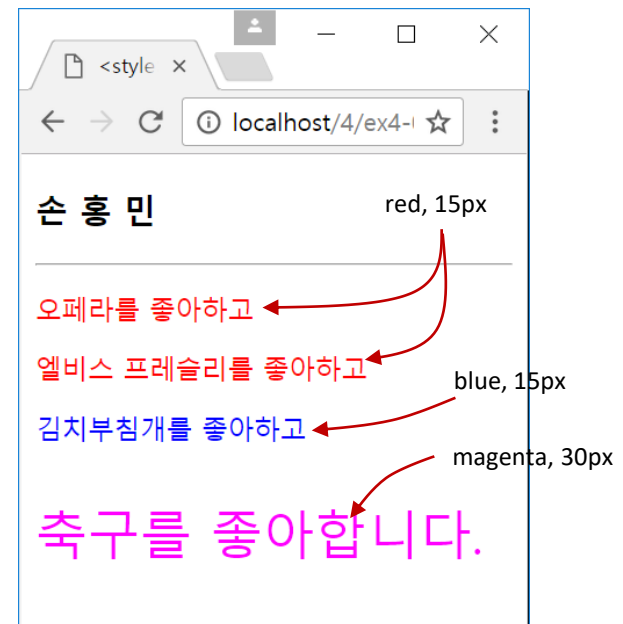 <style
localhost/4/ex4-
손 홍 민
red, 15px
오페라를 좋아하고
엘비스 프레슬리를 좋아하고
blue, 15px
김치부침개를 좋아하고
magenta, 30px
축구를 좋아합니다.